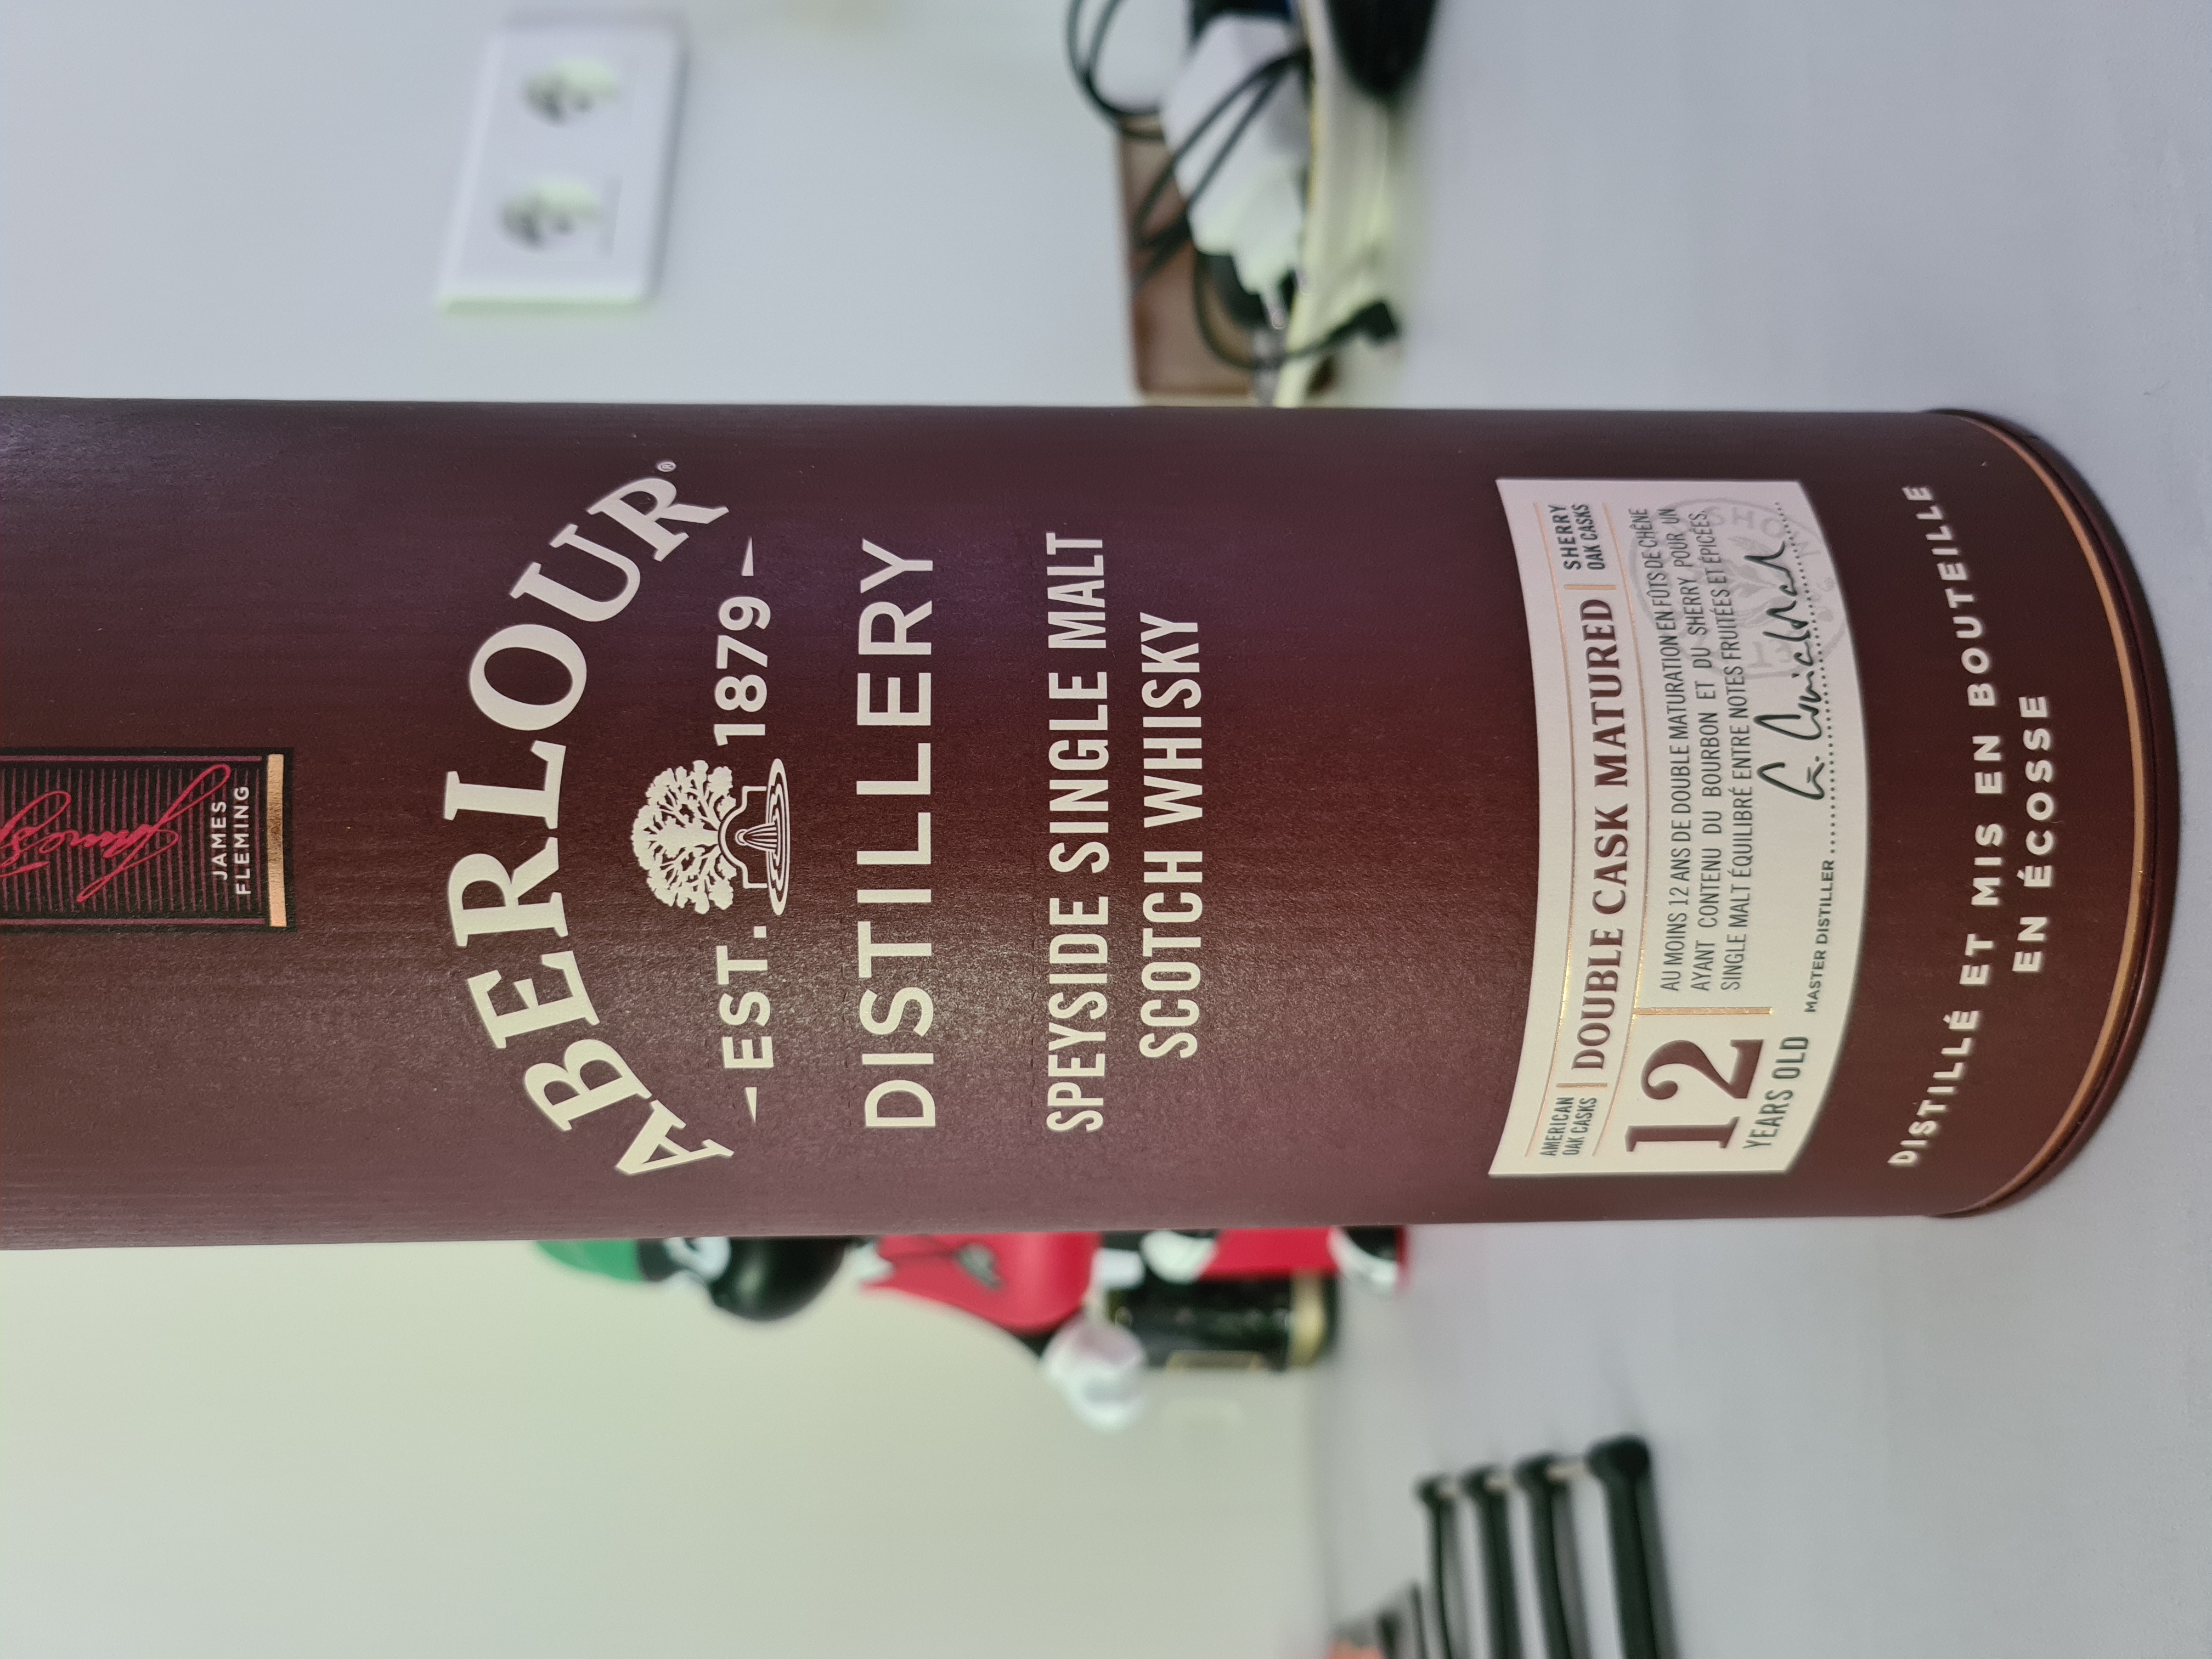 JAMES
FLEMING
ABERLOUR®
EST. 1879
DISTILLERY
SPEYSIDE SINGLE MALT
SCOTCH WHISKY
AMERICAN
OAK CASKS
DOUBLE CASK MATURED
SHERRY
OAK CASKS
12
YEARS OLD
AU MOINS 12 ANS DE DOUBLE MATURATION EN FÛTS DE CHÊNE
AYANT CONTENU DU BOURBON ET DU SHERRY POUR UN
SINGLE MALT ÉQUILIBRÉ ENTRE NOTES FRUITÉES ET ÉPICÉES.
MASTER DISTILLER
DISTILLÉ ET MIS EN BOUTEILLE
EN ÉCOSSE